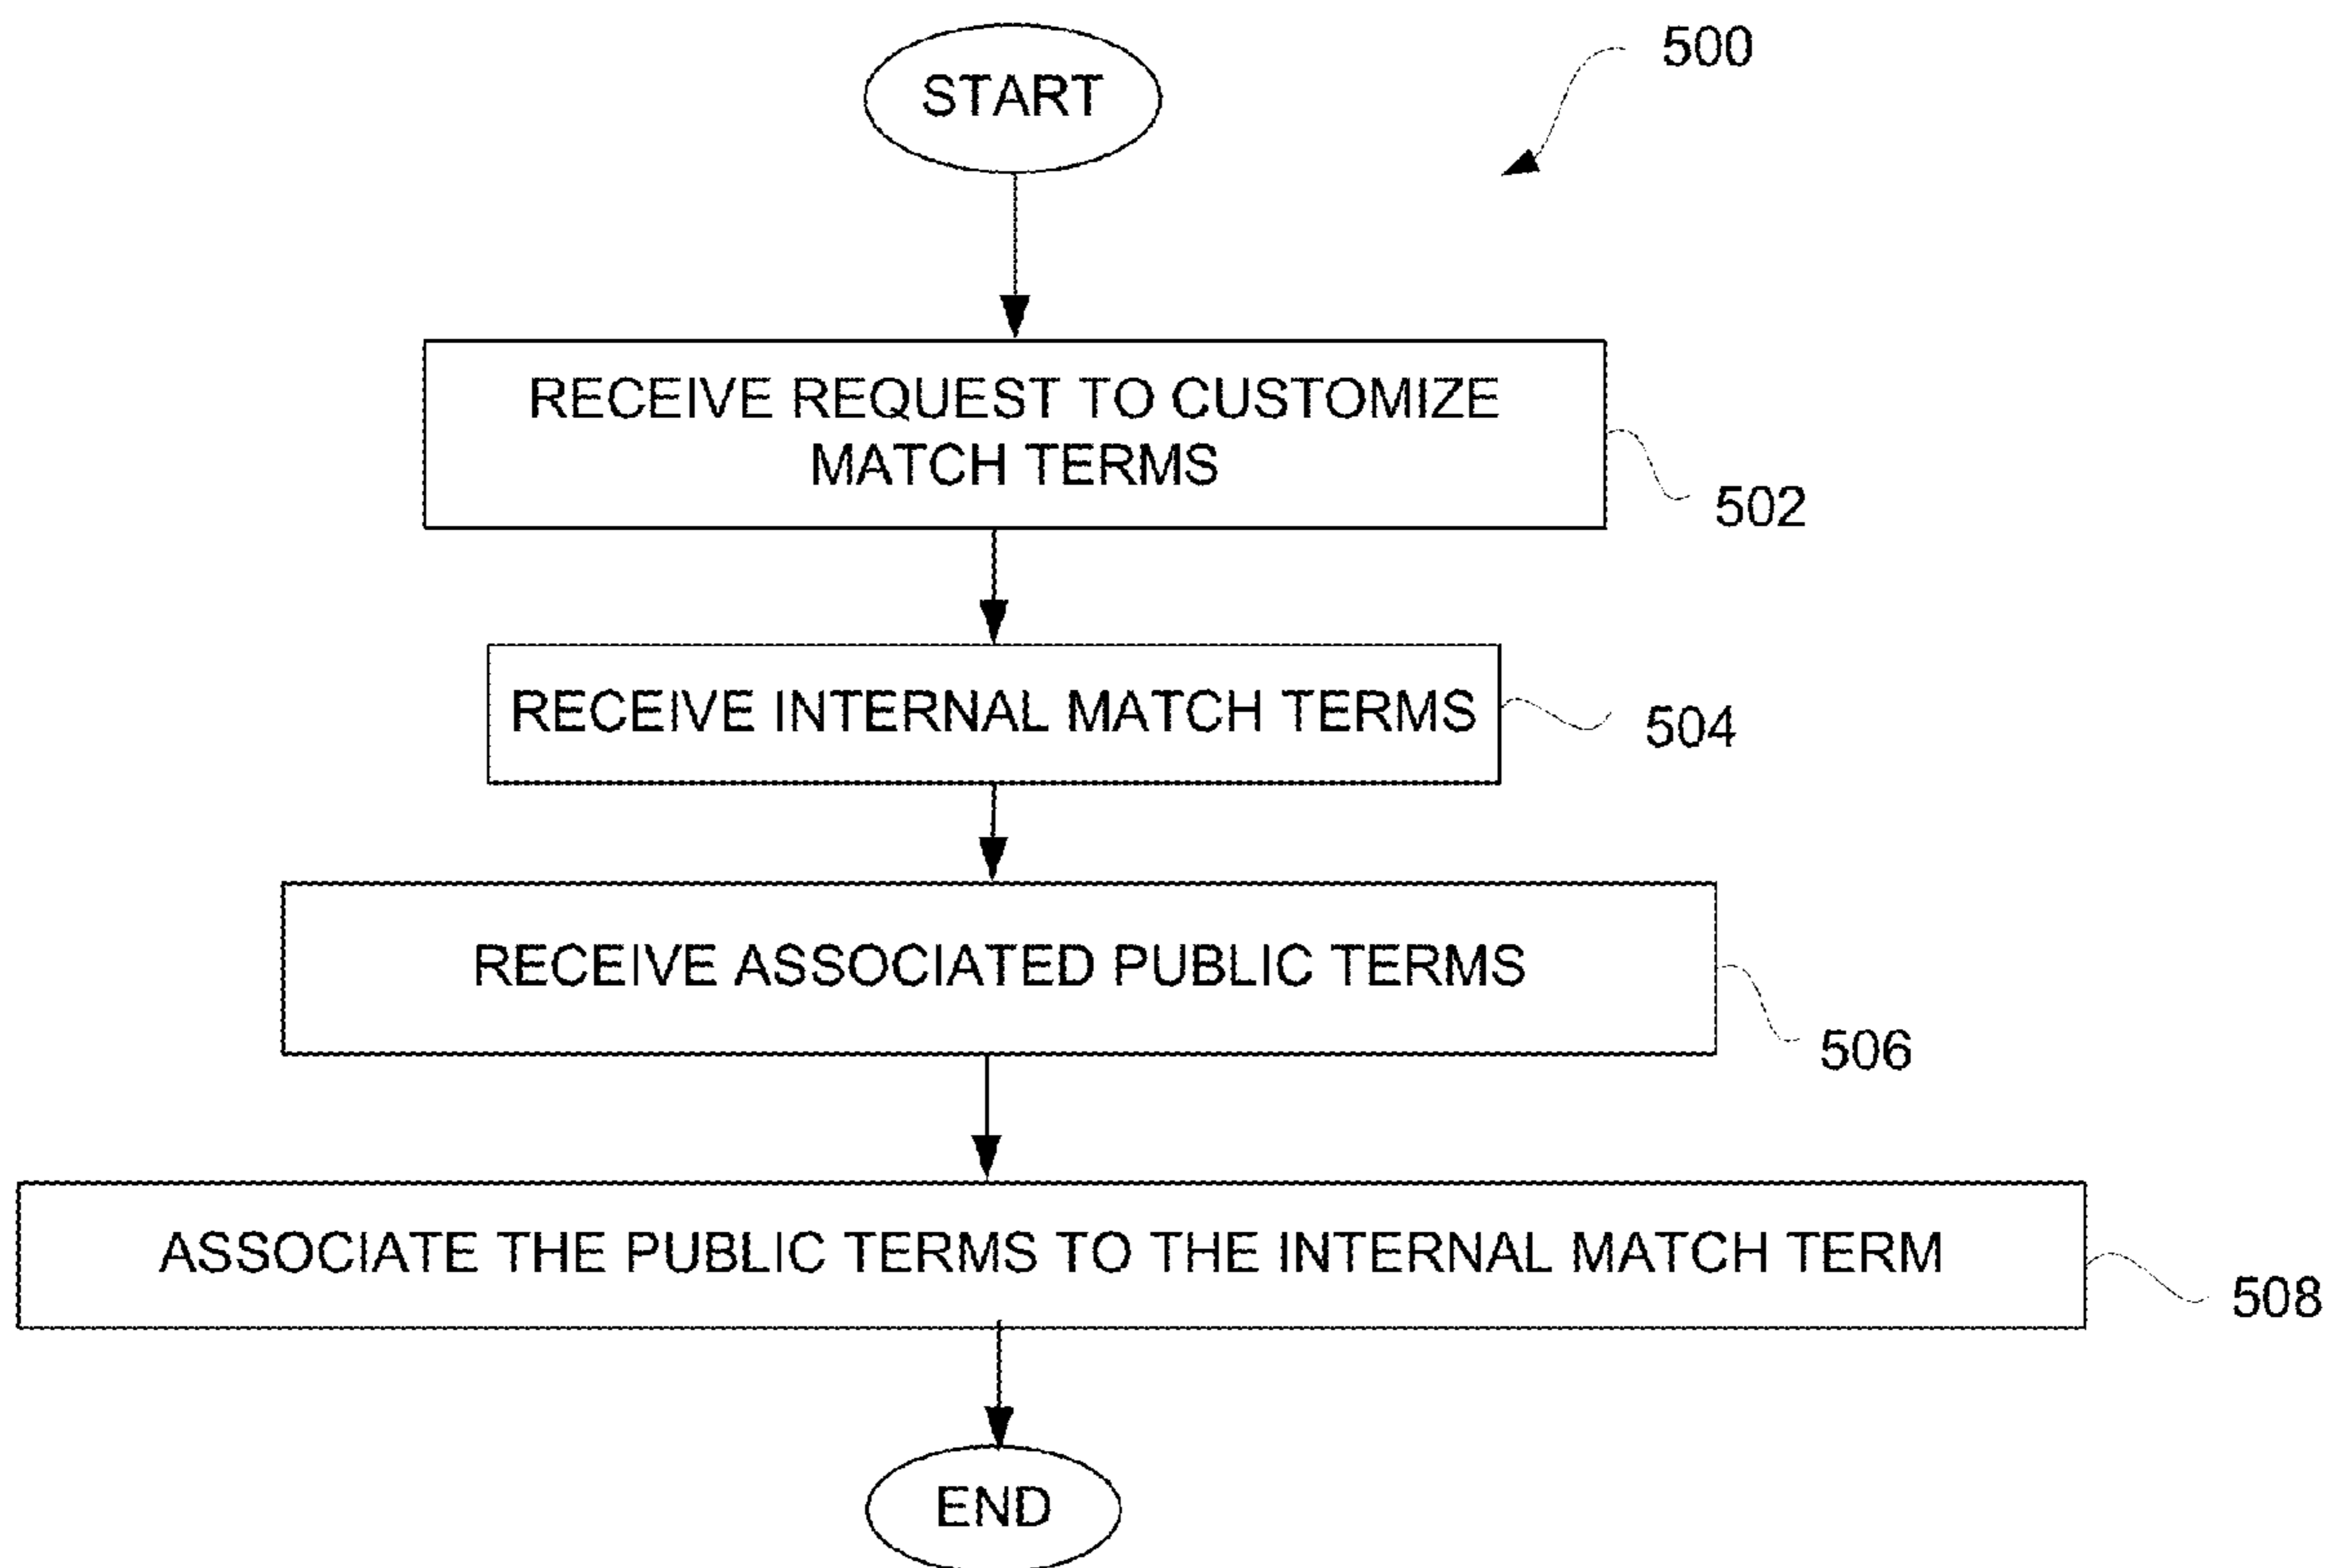 500
START
RECEIVE REQUEST TO CUSTOMIZE
MATCH TERMS
502
RECEIVE INTERNAL MATCH TERMS
504
RECEIVE ASSOCIATED PUBLIC TERMS
506
ASSOCIATE THE PUBLIC TERMS TO THE INTERNAL MATCH TERM
508
END